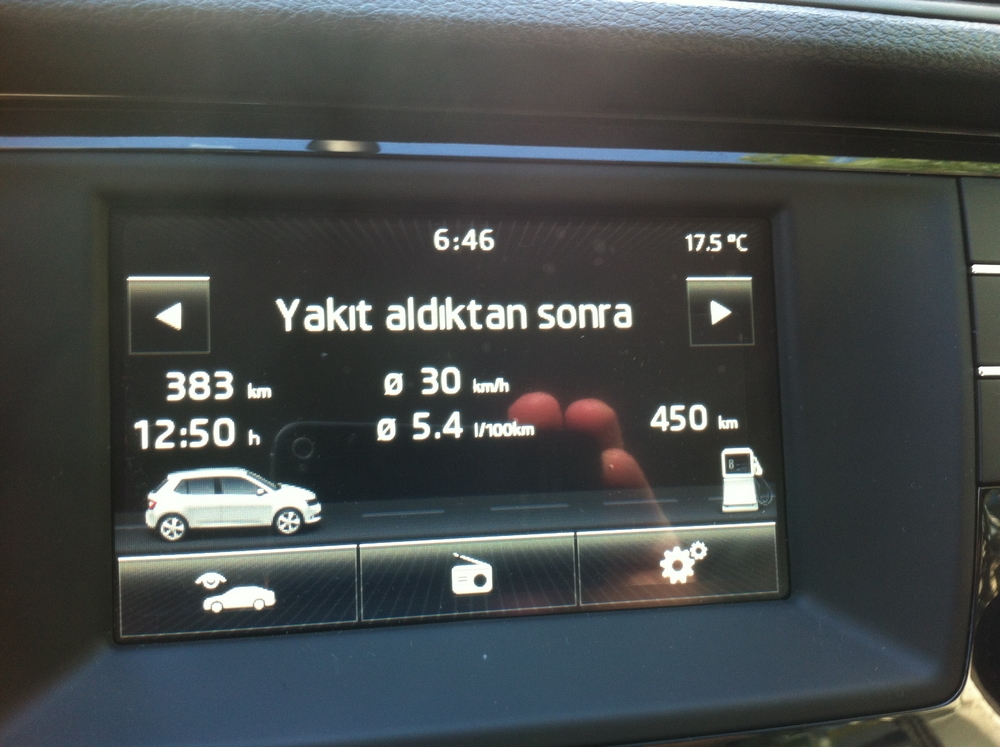 6:46 17.5 °C
Yakıt aldıktan sonra
383 km ø 30 km/h
12:50 h ø 5.4 l/100km 450 km